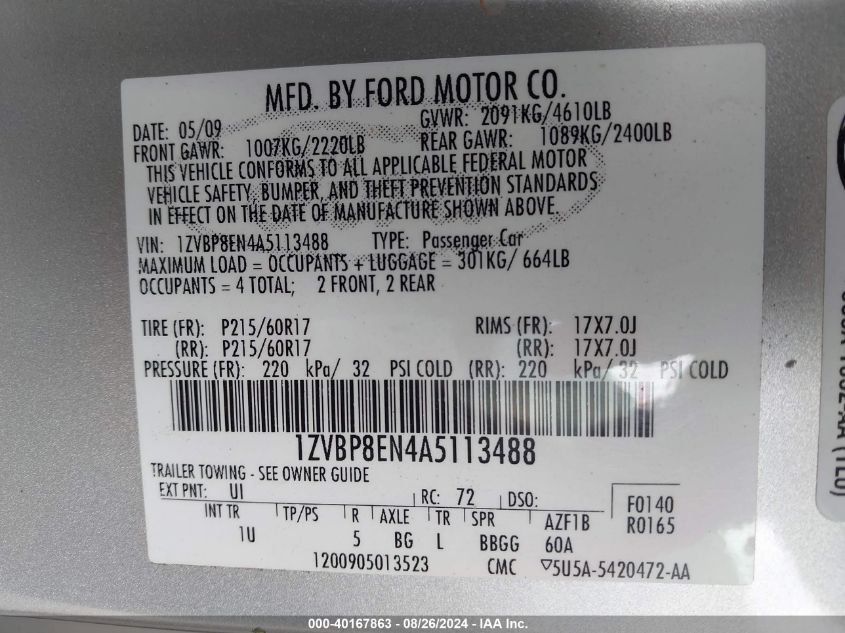 MFD. BY FORD MOTOR CO.
DATE: 05/09 GVWR: 2091KG/4610LB
FRONT GAWR: 1007KG/2220LB REAR GAWR: 1089KG/2400LB
THIS VEHICLE CONFORMS TO ALL APPLICABLE FEDERAL MOTOR
VEHICLE SAFETY, BUMPER, AND THEFT PREVENTION STANDARDS
IN EFFECT ON THE DATE OF MANUFACTURE SHOWN ABOVE.
VIN: 1ZVBP8EN4A5113488 TYPE: Passenger Car
MAXIMUM LOAD = OCCUPANTS + LUGGAGE = 301KG/ 664LB
OCCUPANTS = 4 TOTAL; 2 FRONT, 2 REAR
TIRE (FR): P215/60R17 RIMS (FR): 17X7.0J
(RR): P215/60R17 (RR): 17X7.0J
PRESSURE (FR): 220 kPa/ 32 PSI COLD (RR): 220 kPa/ 32 PSI COLD
1ZVBP8EN4A5113488
TRAILER TOWING - SEE OWNER GUIDE
EXT PNT: UI RC: 72 DSO: F0140
INT TR TP/PS R AXLE TR SPR AZF1B R0165
1U 5 BG L BBGG 60A
1200905013523 CMC ▽5U5A-5420472-AA
000-40167863 - 08/26/2024 - IAA Inc.